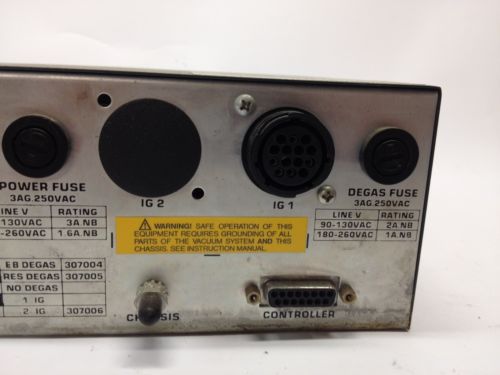 IG 2
IG 1
POWER FUSE
3AG.250VAC
LINE V RATING
-130VAC 3A.NB
-260VAC 1.6A.NB
DEGAS FUSE
3AG.250VAC
LINE V RATING
90-130VAC 2A.NB
180-260VAC 1A.NB
WARNING! SAFE OPERATION OF THIS
EQUIPMENT REQUIRES GROUNDING OF ALL
PARTS OF THE VACUUM SYSTEM AND THIS
CHASSIS. SEE INSTRUCTION MANUAL.
EB DEGAS 307004
RES DEGAS 307005
NO DEGAS
1 IG
2 IG 307006
CHASSIS
CONTROLLER